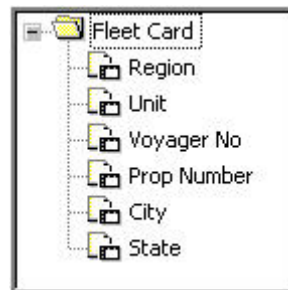 Fleet Card
Region
Unit
Voyager No
Prop Number
City
State